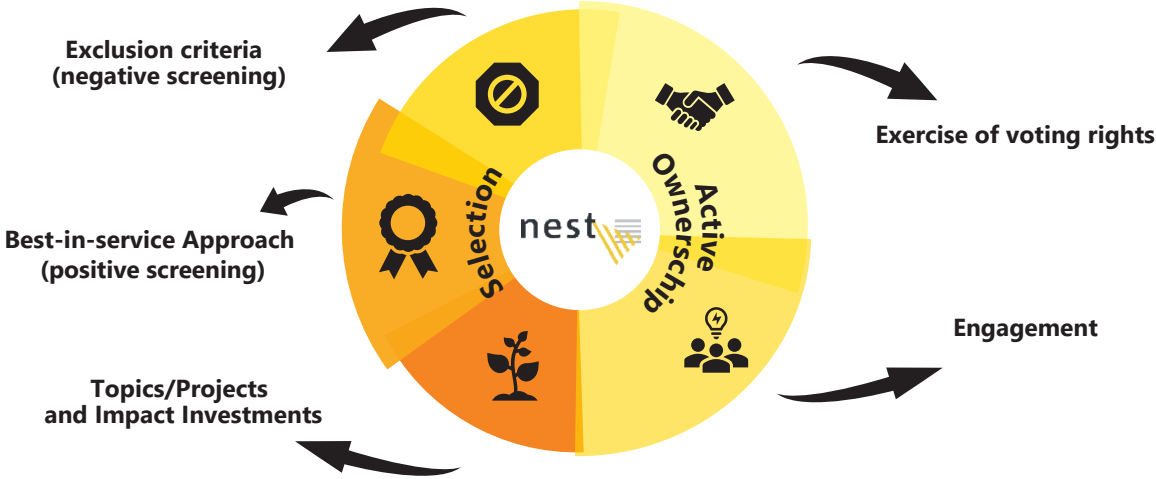 Exclusion criteria
(negative screening)
Best-in-service Approach
(positive screening)
Topics/Projects
and Impact Investments
Selection
nest
Active
Ownerschip
Exercise of voting rights
Engagement